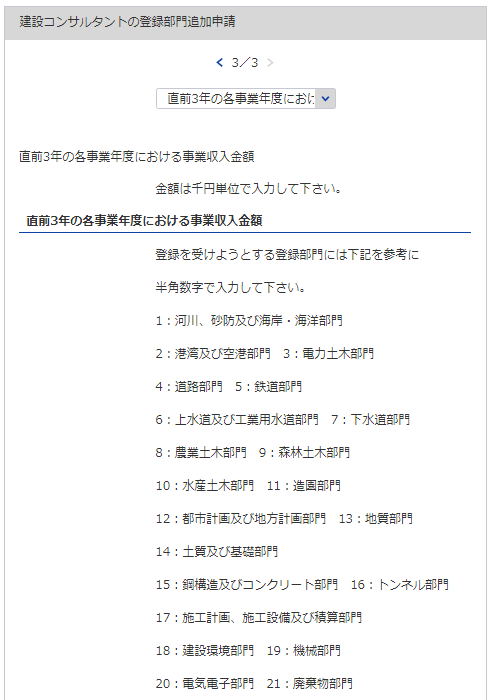 建設コンサルタントの登録部門追加申請
3／3
直前3年の各事業年度におけ
直前3年の各事業年度における事業収入金額
金額は千円単位で入力して下さい。
直前3年の各事業年度における事業収入金額
登録を受けようとする登録部門には下記を参考に
半角数字で入力して下さい。
1：河川、砂防及び海岸・海洋部門
2：港湾及び空港部門　3：電力土木部門
4：道路部門　5：鉄道部門
6：上水道及び工業用水道部門　7：下水道部門
8：農業土木部門　9：森林土木部門
10：水産土木部門　11：造園部門
12：都市計画及び地方計画部門　13：地質部門
14：土質及び基礎部門
15：鋼構造及びコンクリート部門　16：トンネル部門
17：施工計画、施工設備及び積算部門
18：建設環境部門　19：機械部門
20：電気電子部門　21：廃棄物部門